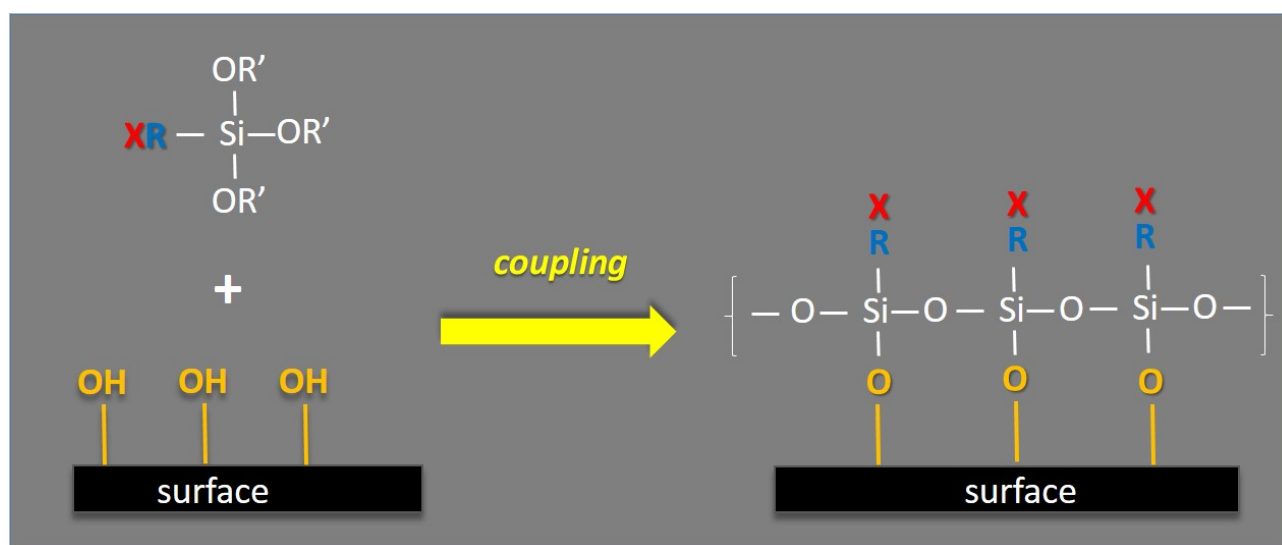 OR’
XR — Si — OR’
OR’
+
OH OH OH
surface
coupling
X X X
R R R
— O — Si — O — Si — O — Si — O —
O O O
surface